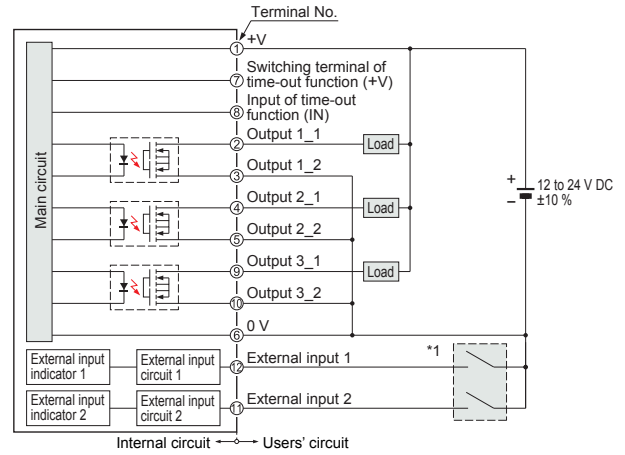 Terminal No.
① +V
⑦ Switching terminal of
time-out function (+V)
⑧ Input of time-out
function (IN)
② Output 1_1
Load
③ Output 1_2
④ Output 2_1
Load
⑤ Output 2_2
⑨ Output 3_1
Load
⑩ Output 3_2
⑥ 0 V
Main circuit
+
12 to 24 V DC
−
±10 %
External input
indicator 1
External input
circuit 1
⑫ External input 1
*1
External input
indicator 2
External input
circuit 2
⑪ External input 2
Internal circuit
Users' circuit